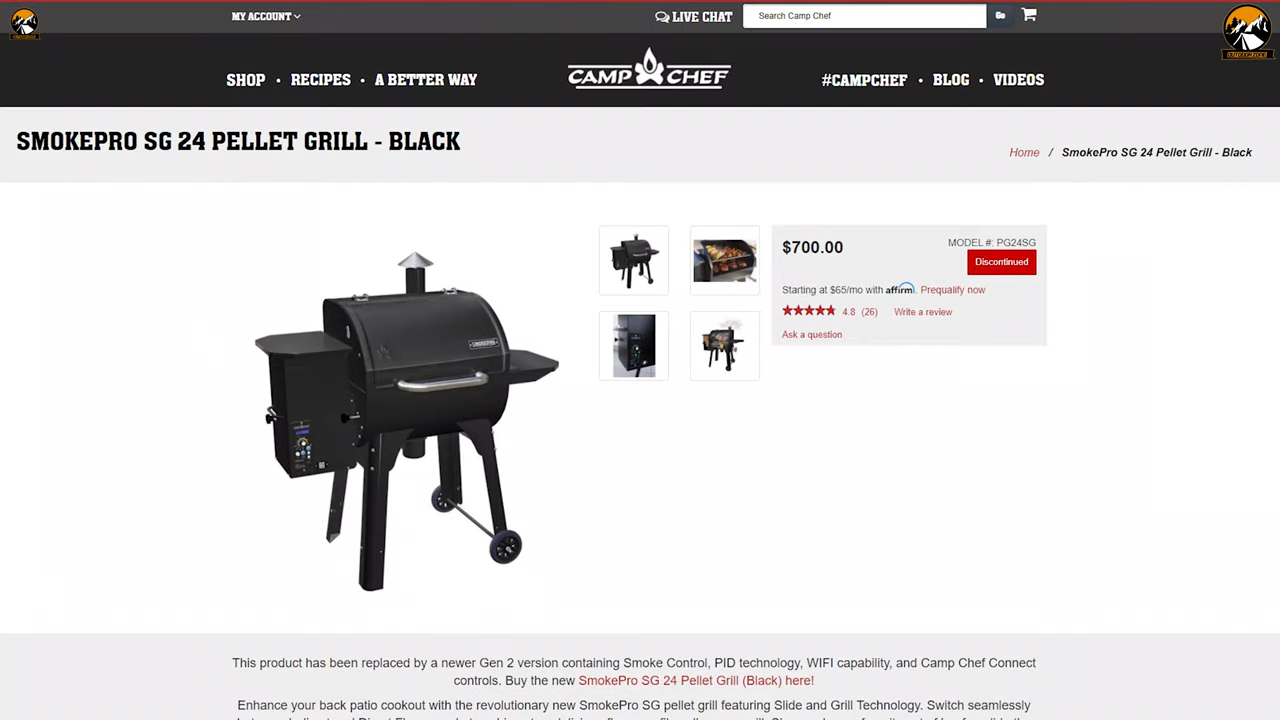 MY ACCOUNT
LIVE CHAT
Search Camp Chef
Go
SHOP • RECIPES • A BETTER WAY
CAMP CHEF
#CAMPCHEF • BLOG • VIDEOS
OUTDOORZONE
SMOKEPRO SG 24 PELLET GRILL - BLACK
Home / SmokePro SG 24 Pellet Grill - Black
$700.00
MODEL #: PG24SG
Discontinued
Starting at $65/mo with affirm. Prequalify now
4.8 (26) Write a review
Ask a question
SMOKEPRO
This product has been replaced by a newer Gen 2 version containing Smoke Control, PID technology, WIFI capability, and Camp Chef Connect
controls. Buy the new SmokePro SG 24 Pellet Grill (Black) here!
Enhance your back patio cookout with the revolutionary new SmokePro SG pellet grill featuring Slide and Grill Technology. Switch seamlessly